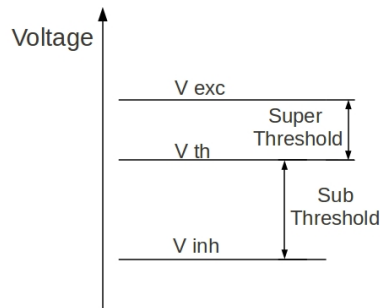 Voltage
V exc
Super
Threshold
V th
Sub
Threshold
V inh